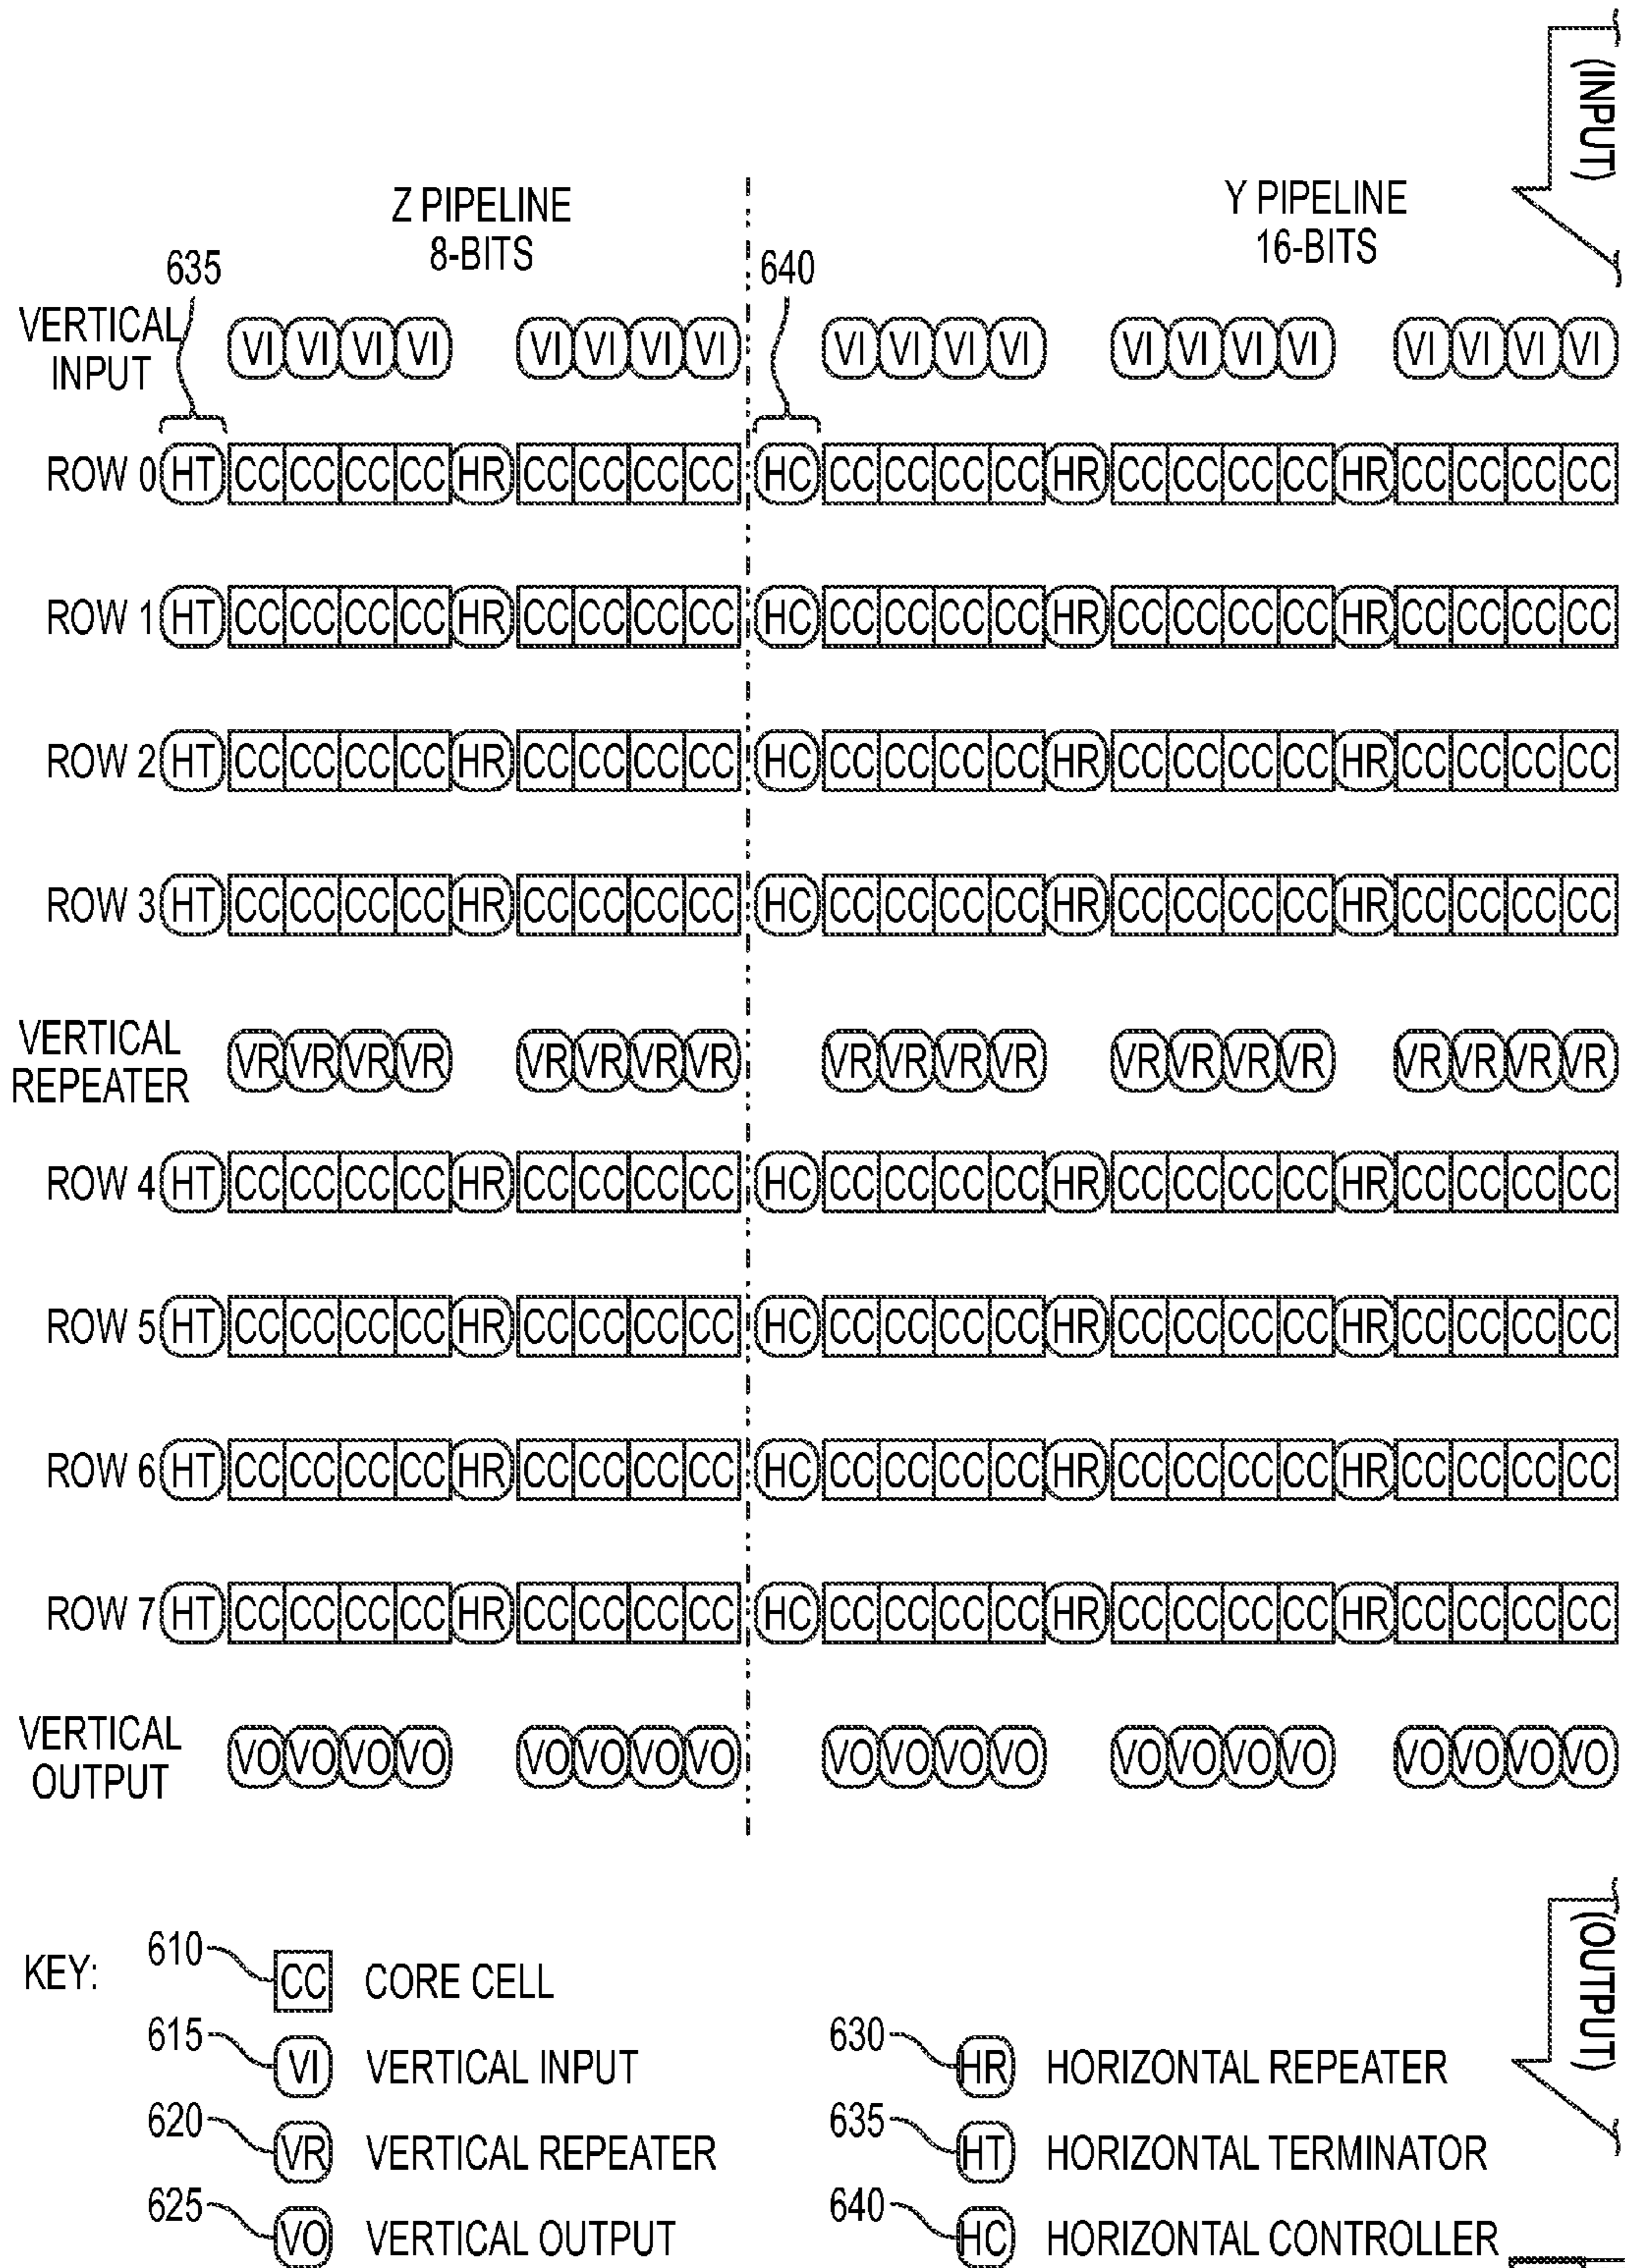 (INPUT)
Z PIPELINE
8-BITS
Y PIPELINE
16-BITS
635
640
VERTICAL
INPUT
VI VI VI VI VI VI VI VI VI VI VI VI VI VI VI VI VI VI VI VI
ROW 0 HT CC CC CC CC HR CC CC CC CC HC CC CC CC CC HR CC CC CC CC HR CC CC CC CC
ROW 1 HT CC CC CC CC HR CC CC CC CC HC CC CC CC CC HR CC CC CC CC HR CC CC CC CC
ROW 2 HT CC CC CC CC HR CC CC CC CC HC CC CC CC CC HR CC CC CC CC HR CC CC CC CC
ROW 3 HT CC CC CC CC HR CC CC CC CC HC CC CC CC CC HR CC CC CC CC HR CC CC CC CC
VERTICAL
REPEATER
VR VR VR VR VR VR VR VR VR VR VR VR VR VR VR VR VR VR VR VR
ROW 4 HT CC CC CC CC HR CC CC CC CC HC CC CC CC CC HR CC CC CC CC HR CC CC CC CC
ROW 5 HT CC CC CC CC HR CC CC CC CC HC CC CC CC CC HR CC CC CC CC HR CC CC CC CC
ROW 6 HT CC CC CC CC HR CC CC CC CC HC CC CC CC CC HR CC CC CC CC HR CC CC CC CC
ROW 7 HT CC CC CC CC HR CC CC CC CC HC CC CC CC CC HR CC CC CC CC HR CC CC CC CC
VERTICAL
OUTPUT
VO VO VO VO VO VO VO VO VO VO VO VO VO VO VO VO VO VO VO VO
(OUTPUT)
KEY:
610 CC CORE CELL
615 VI VERTICAL INPUT
620 VR VERTICAL REPEATER
625 VO VERTICAL OUTPUT
630 HR HORIZONTAL REPEATER
635 HT HORIZONTAL TERMINATOR
640 HC HORIZONTAL CONTROLLER